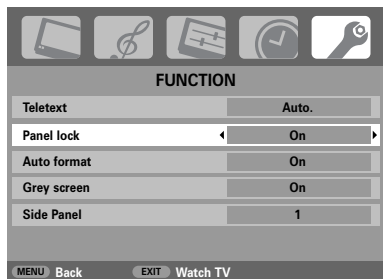 FUNCTION
Teletext Auto.
Panel lock On
Auto format On
Grey screen On
Side Panel 1
MENU Back EXIT Watch TV